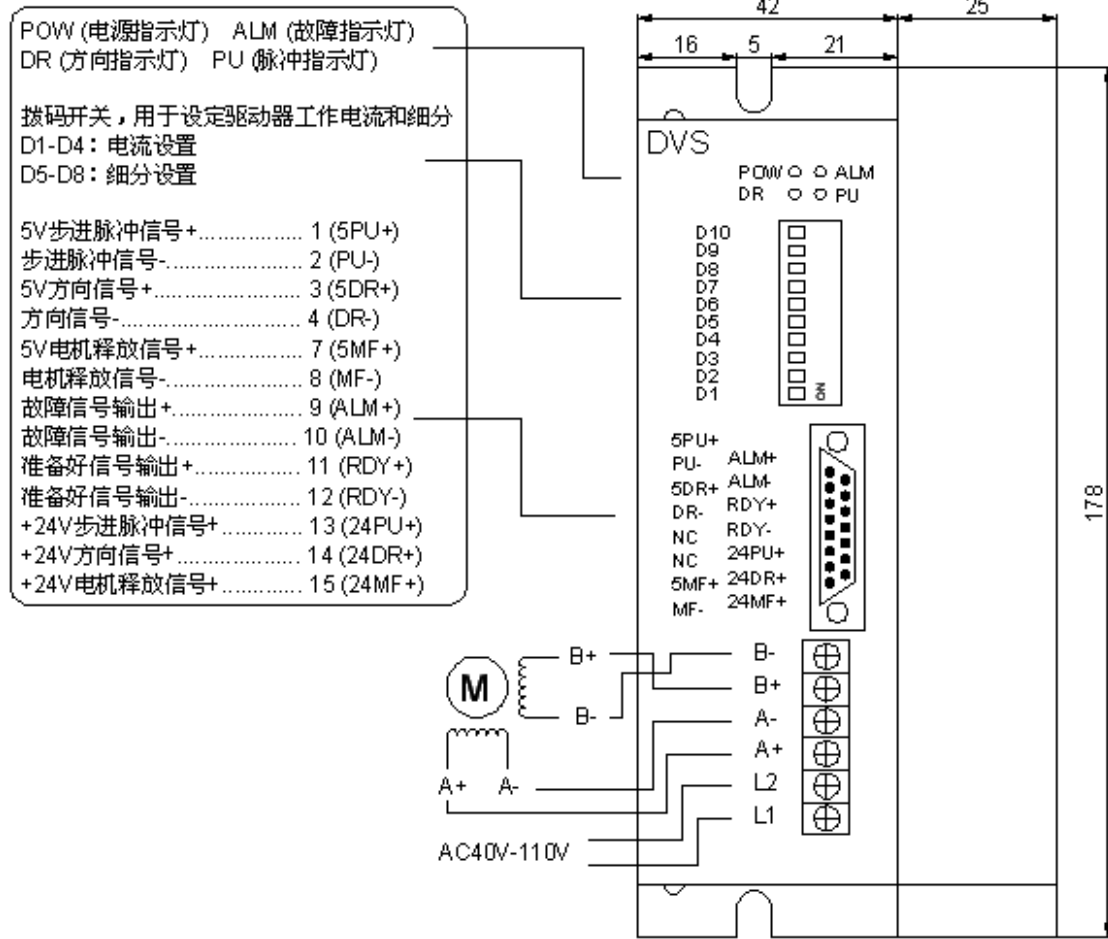 POW (电源指示灯) ALM (故障指示灯)
DR (方向指示灯) PU (脉冲指示灯)
拨码开关，用于设定驱动器工作电流和细分
D1-D4：电流设置
D5-D8：细分设置
5V步进脉冲信号+................. 1 (5PU+)
步进脉冲信号-....................... 2 (PU-)
5V方向信号+........................ 3 (5DR+)
方向信号-.............................. 4 (DR-)
5V电机释放信号+................. 7 (5MF+)
电机释放信号-....................... 8 (MF-)
故障信号输出+...................... 9 (ALM+)
故障信号输出-...................... 10 (ALM-)
准备好信号输出+.................. 11 (RDY+)
准备好信号输出-................... 12 (RDY-)
+24V步进脉冲信号+............. 13 (24PU+)
+24V方向信号+.................... 14 (24DR+)
+24V电机释放信号+............. 15 (24MF+)
42 25
16 5 21
DVS
POW ALM
DR PU
D10
D9
D8
D7
D6
D5
D4
D3
D2
D1
ON
5PU+
PU-
5DR+
DR-
NC
NC
5MF+
MF-
ALM+
ALM-
RDY+
RDY-
24PU+
24DR+
24MF+
178
M
B+
B-
A+ A-
B-
B+
A-
A+
L2
L1
AC40V-110V